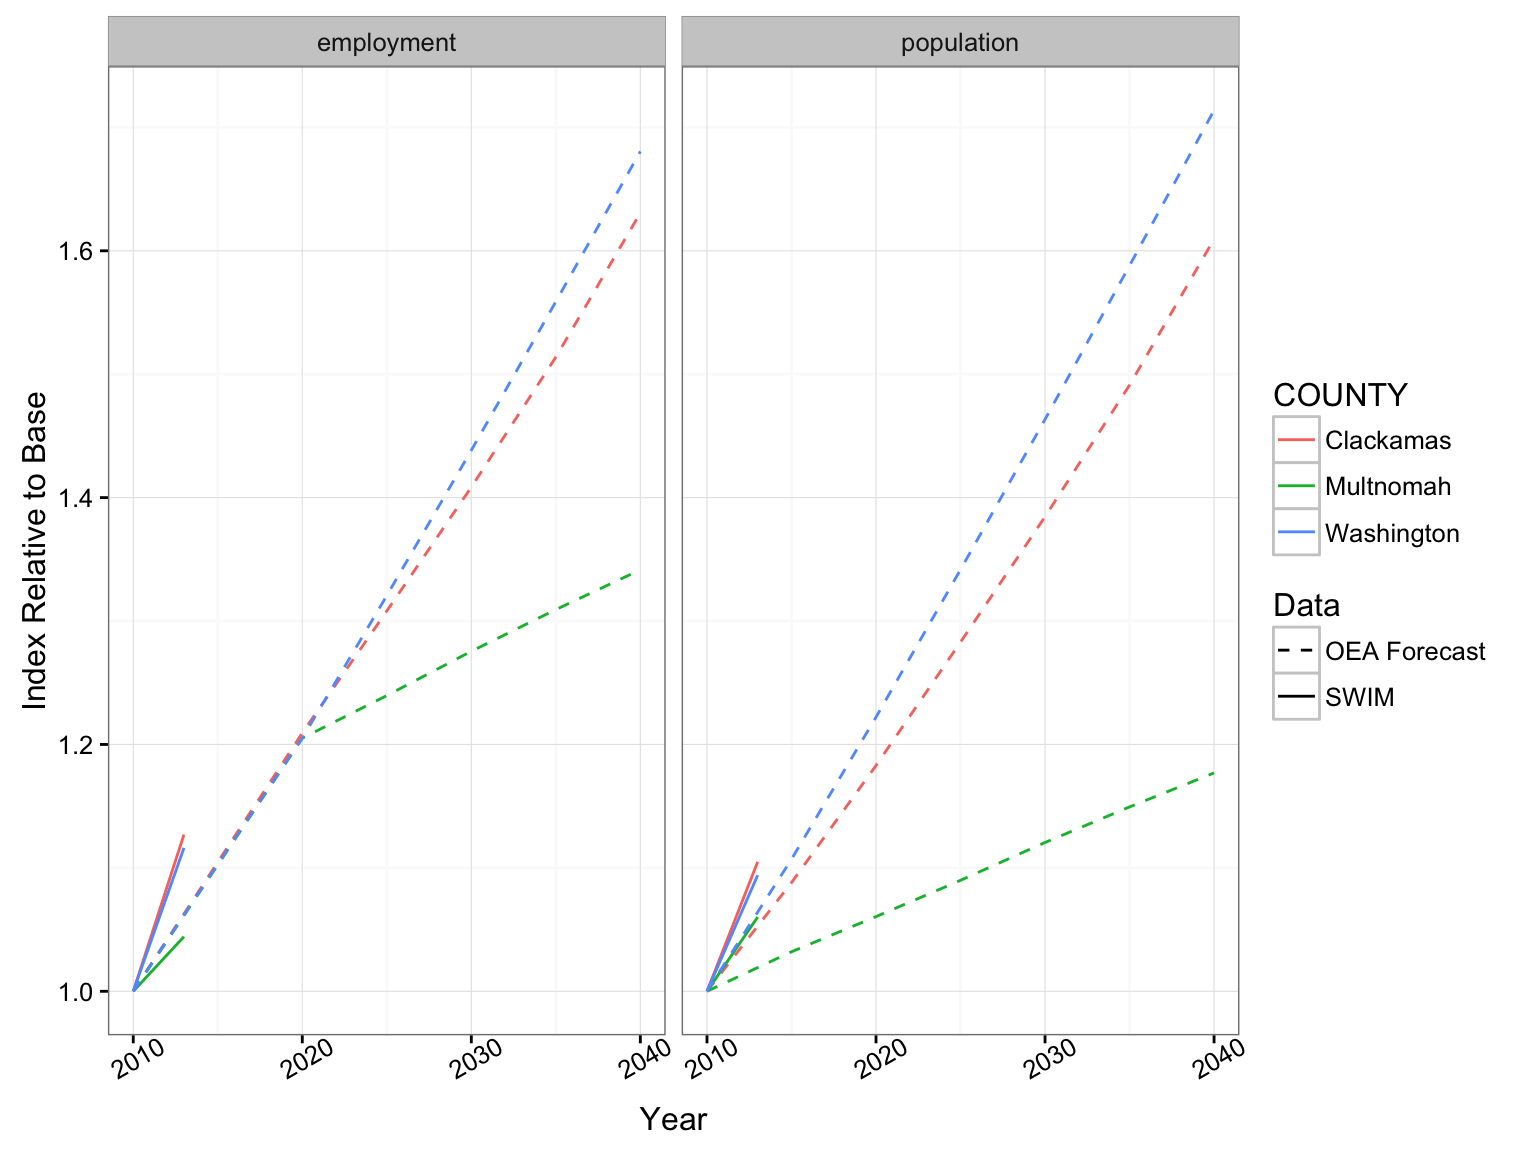 employment
population
Index Relative to Base
1.6
1.4
1.2
1.0
2010
2020
2030
2040
2010
2020
2030
2040
Year
COUNTY
Clackamas
Multnomah
Washington
Data
OEA Forecast
SWIM